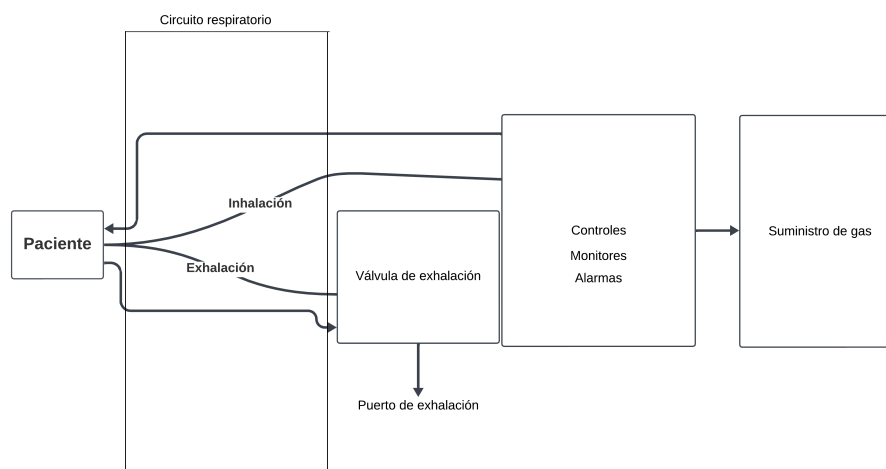 Circuito respiratorio
Inhalación
Paciente
Exhalación
Válvula de exhalación
Puerto de exhalación
Controles
Monitores
Alarmas
Suministro de gas